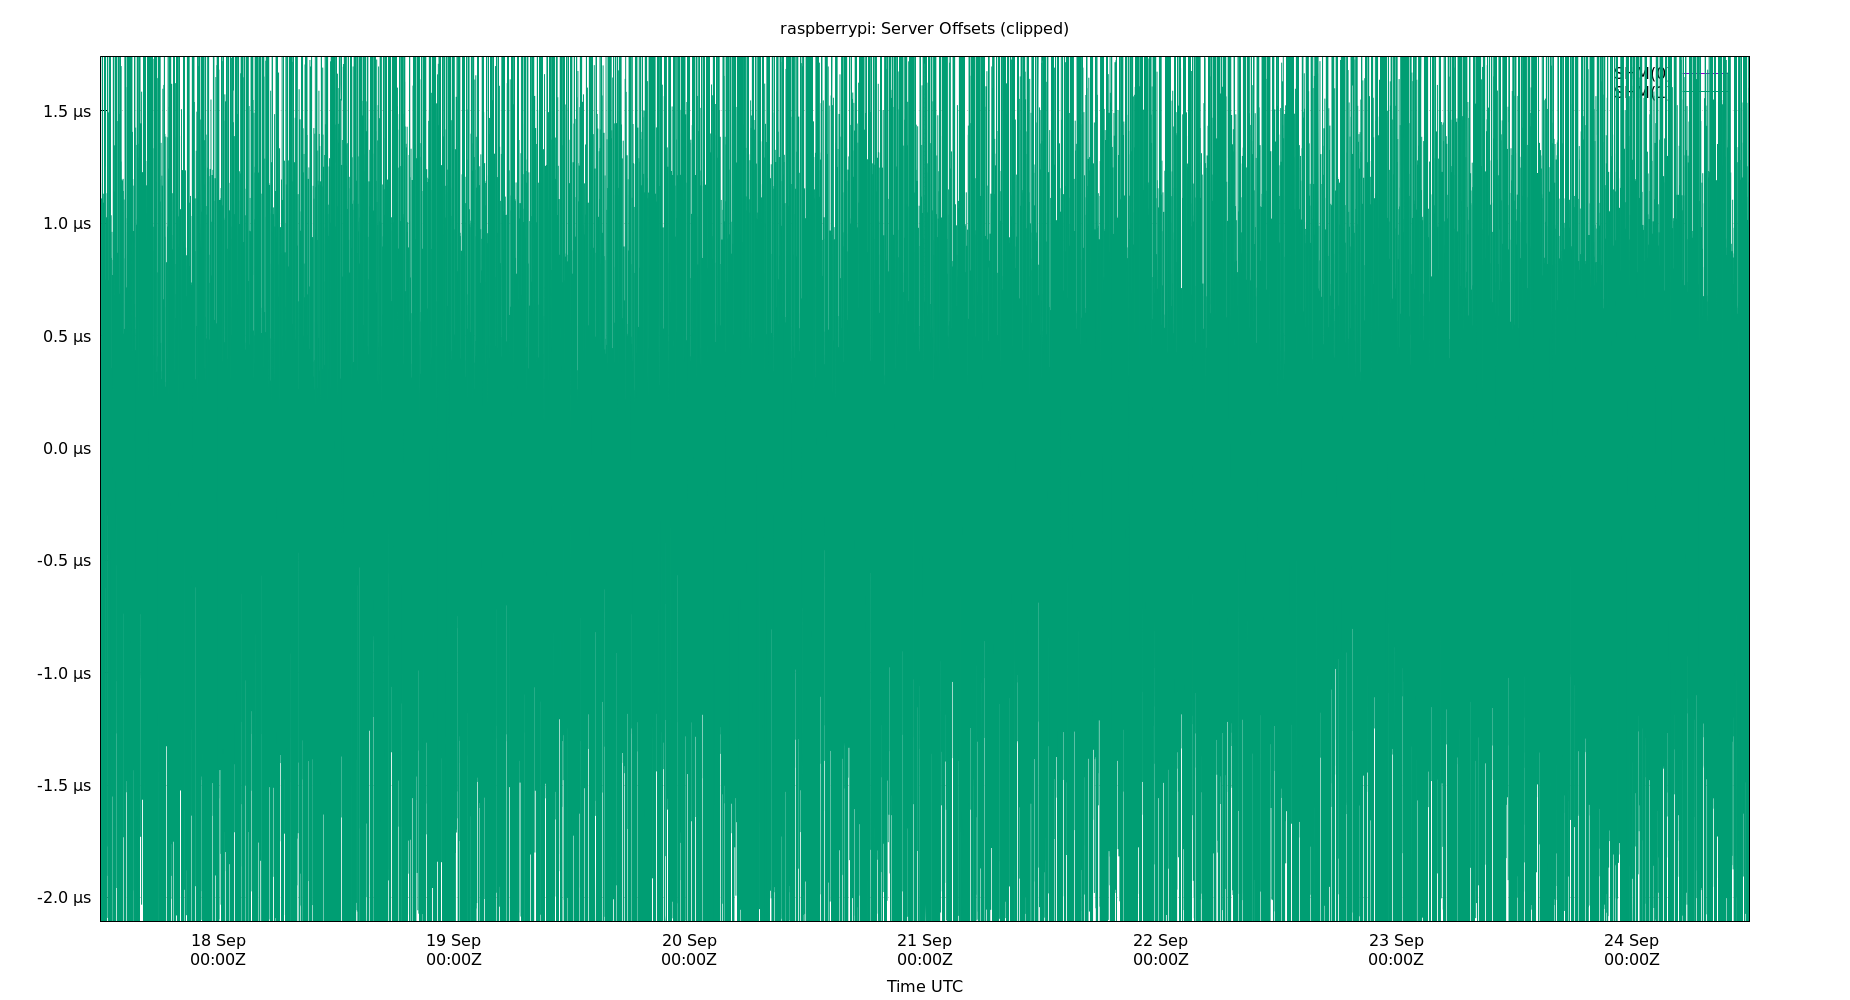 raspberrypi: Server Offsets (clipped)
1.5 µs
1.0 µs
0.5 µs
0.0 µs
-0.5 µs
-1.0 µs
-1.5 µs
-2.0 µs
18 Sep 19 Sep 20 Sep 21 Sep 22 Sep 23 Sep 24 Sep
00:00Z 00:00Z 00:00Z 00:00Z 00:00Z 00:00Z 00:00Z
Time UTC